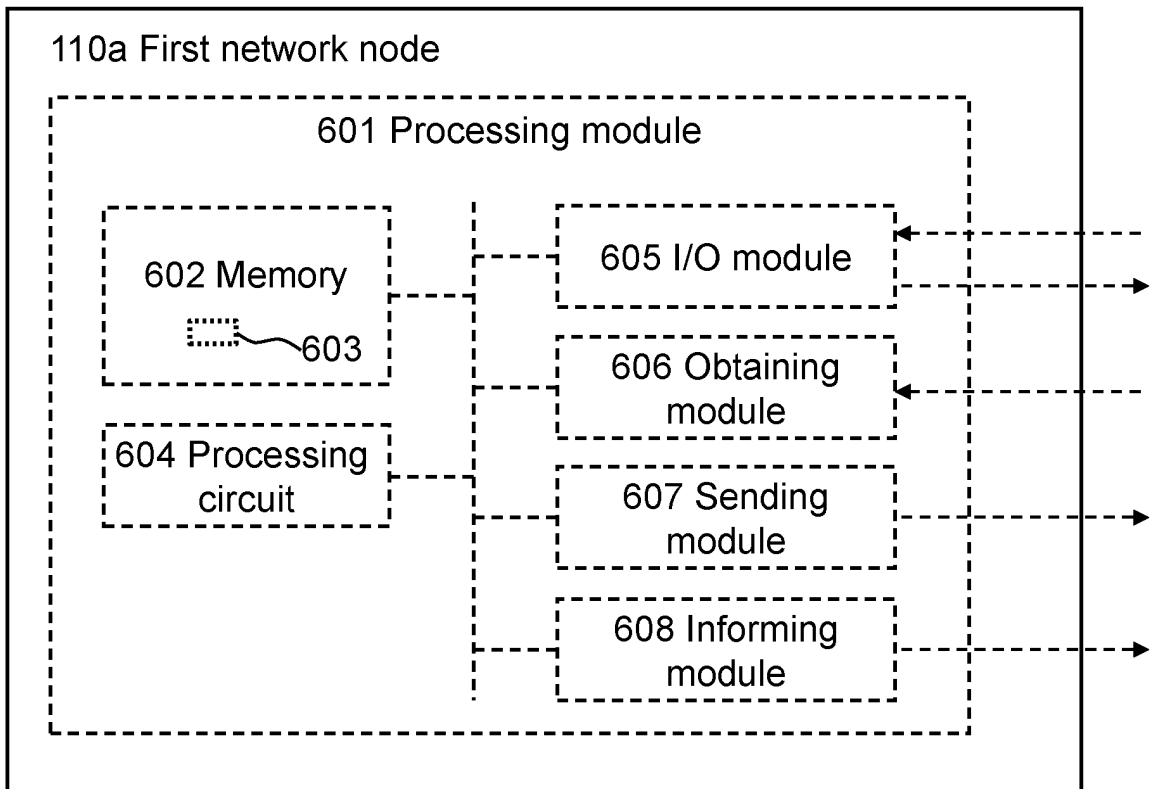 110a First network node
601 Processing module
602 Memory
603
604 Processing
circuit
605 I/O module
606 Obtaining
module
607 Sending
module
608 Informing
module